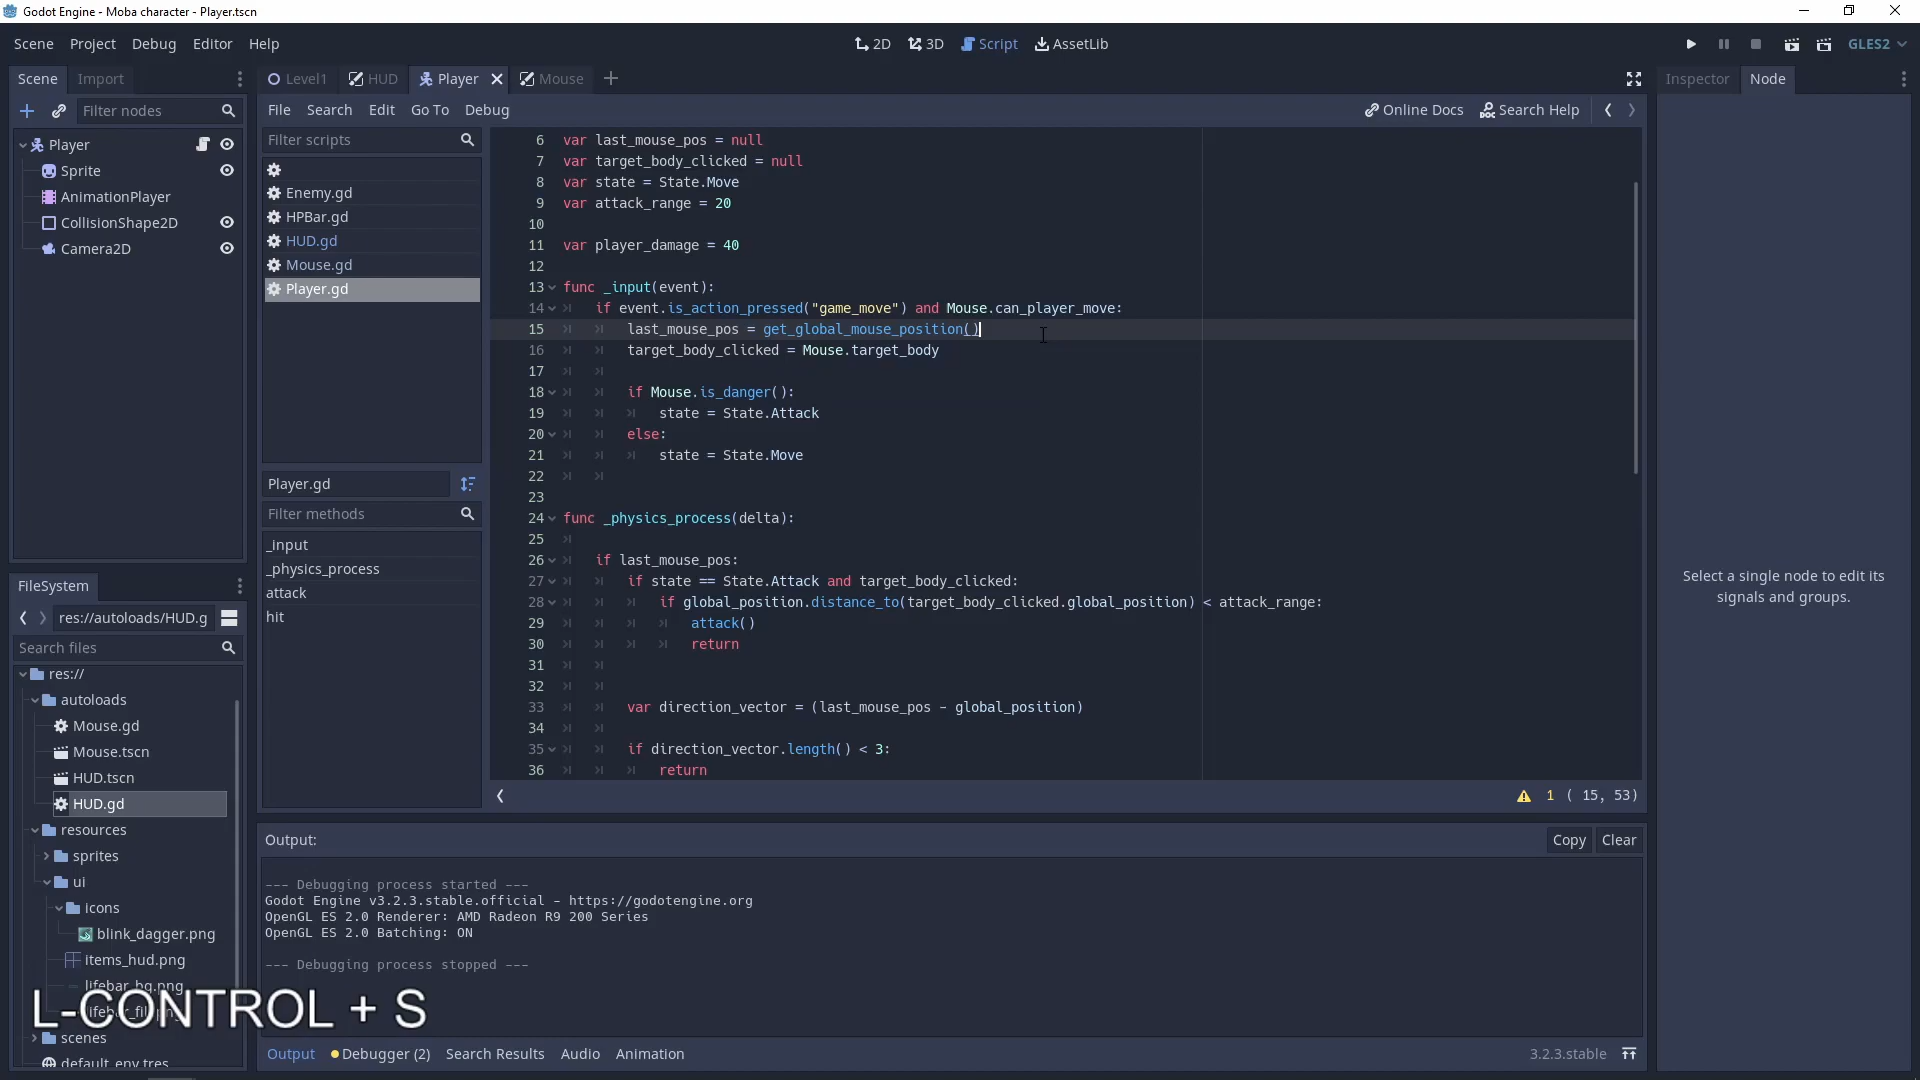 Godot Engine - Moba character - Player.tscn
Scene Project Debug Editor Help
2D 3D Script AssetLib
GLES2
Scene Import
Level1 HUD Player Mouse
Inspector Node
Filter nodes
File Search Edit Go To Debug
Online Docs Search Help
Player
Sprite
AnimationPlayer
CollisionShape2D
Camera2D
Filter scripts
Enemy.gd
HPBar.gd
HUD.gd
Mouse.gd
Player.gd
Player.gd
Filter methods
_input
_physics_process
attack
hit
6 var last_mouse_pos = null
7 var target_body_clicked = null
8 var state = State.Move
9 var attack_range = 20
10
11 var player_damage = 40
12
13 func _input(event):
14 if event.is_action_pressed("game_move") and Mouse.can_player_move:
15 last_mouse_pos = get_global_mouse_position()
16 target_body_clicked = Mouse.target_body
17
18 if Mouse.is_danger():
19 state = State.Attack
20 else:
21 state = State.Move
22
23
24 func _physics_process(delta):
25
26 if last_mouse_pos:
27 if state == State.Attack and target_body_clicked:
28 if global_position.distance_to(target_body_clicked.global_position) < attack_range:
29 attack()
30 return
31
32
33 var direction_vector = (last_mouse_pos - global_position)
34
35 if direction_vector.length() < 3:
36 return
1 ( 15, 53)
Select a single node to edit its
signals and groups.
FileSystem
res://autoloads/HUD.g
Search files
res://
autoloads
Mouse.gd
Mouse.tscn
HUD.tscn
HUD.gd
resources
sprites
ui
icons
blink_dagger.png
items_hud.png
lifebar_bg.png
scenes
default_env.tres
L-CONTROL + S
Output:
Copy Clear
--- Debugging process started ---
Godot Engine v3.2.3.stable.official - https://godotengine.org
OpenGL ES 2.0 Renderer: AMD Radeon R9 200 Series
OpenGL ES 2.0 Batching: ON
--- Debugging process stopped ---
Output Debugger (2) Search Results Audio Animation
3.2.3.stable